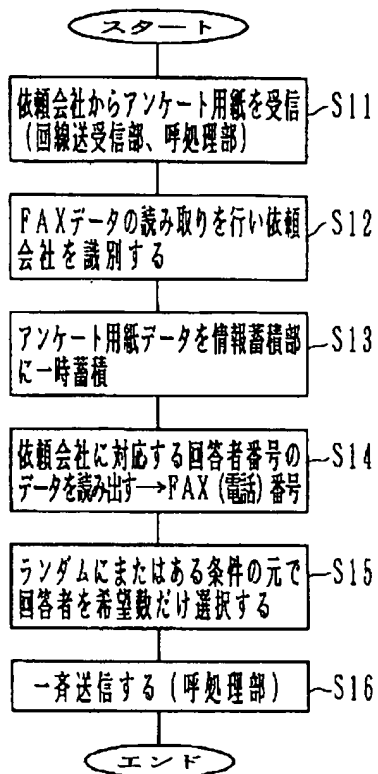 スタート
依頼会社からアンケート用紙を受信
(回線送受信部、呼処理部)
S11
FAXデータの読み取りを行い依頼
会社を識別する
S12
アンケート用紙データを情報蓄積部
に一時蓄積
S13
依頼会社に対応する回答者番号の
データを読み出す→FAX(電話)番号
S14
ランダムにまたはある条件の元で
回答者を希望数だけ選択する
S15
一斉送信する(呼処理部)
S16
エンド